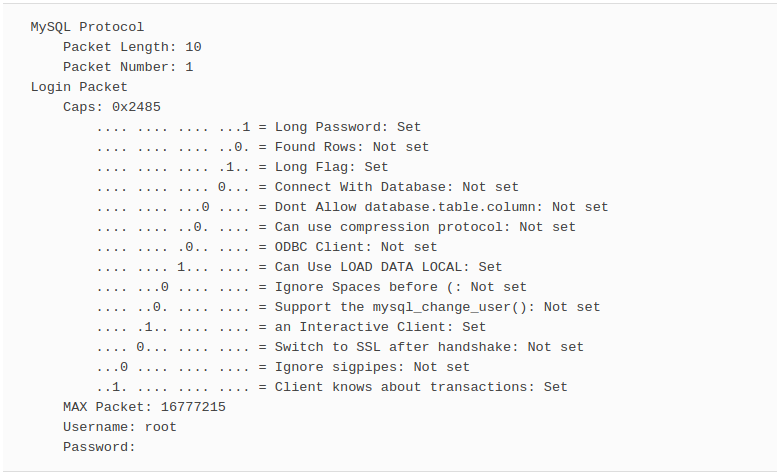 MySQL Protocol
Packet Length: 10
Packet Number: 1
Login Packet
Caps: 0x2485
.... .... .... ...1 = Long Password: Set
.... .... .... ..0. = Found Rows: Not set
.... .... .... .1.. = Long Flag: Set
.... .... .... 0... = Connect With Database: Not set
.... .... ...0 .... = Dont Allow database.table.column: Not set
.... .... ..0. .... = Can use compression protocol: Not set
.... .... .0.. .... = ODBC Client: Not set
.... .... 1... .... = Can Use LOAD DATA LOCAL: Set
.... ...0 .... .... = Ignore Spaces before (: Not set
.... ..0. .... .... = Support the mysql_change_user(): Not set
.... .1.. .... .... = an Interactive Client: Set
.... 0... .... .... = Switch to SSL after handshake: Not set
...0 .... .... .... = Ignore sigpipes: Not set
..1. .... .... .... = Client knows about transactions: Set
MAX Packet: 16777215
Username: root
Password: